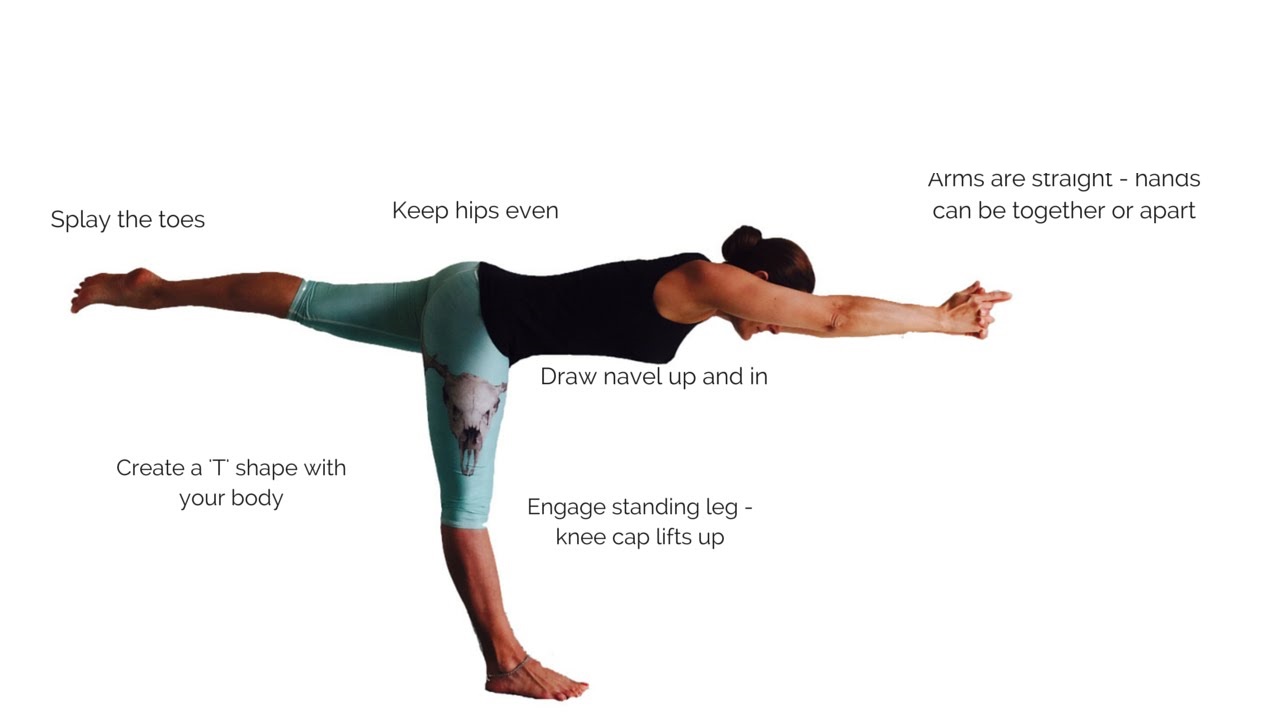 Arms are straight - hands
can be together or apart
Splay the toes
Keep hips even
Draw navel up and in
Create a 'T' shape with
your body
Engage standing leg -
knee cap lifts up